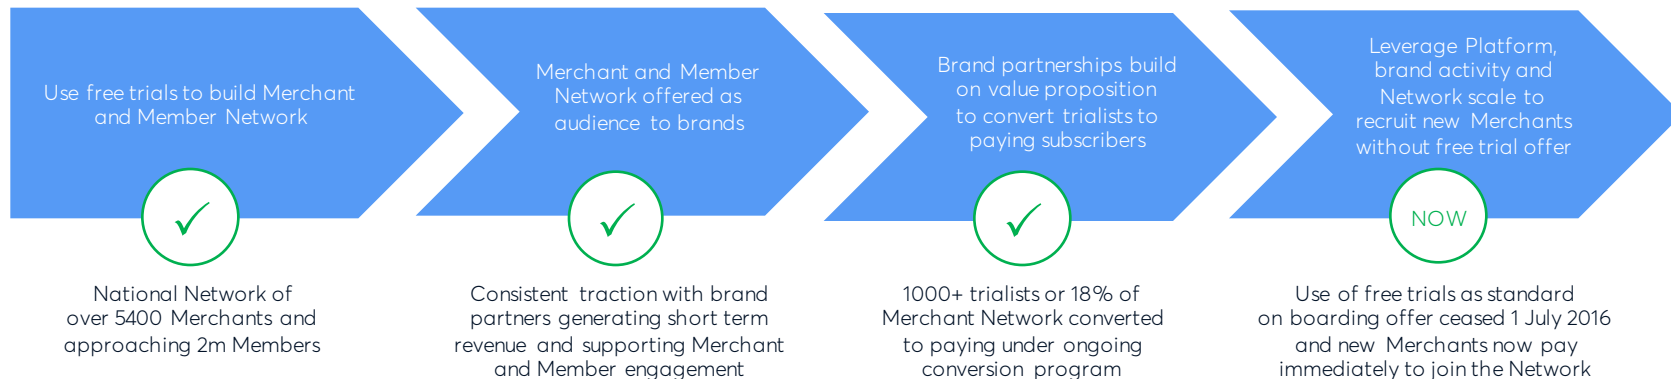 Use free trials to build Merchant
and Member Network
Merchant and Member
Network offered as
audience to brands
Brand partnerships build
on value proposition
to convert trialists to
paying subscribers
Leverage Platform,
brand activity and
Network scale to
recruit new Merchants
without free trial offer
NOW
National Network of
over 5400 Merchants and
approaching 2m Members
Consistent traction with brand
partners generating short term
revenue and supporting Merchant
and Member engagement
1000+ trialists or 18% of
Merchant Network converted
to paying under ongoing
conversion program
Use of free trials as standard
on boarding offer ceased 1 July 2016
and new Merchants now pay
immediately to join the Network